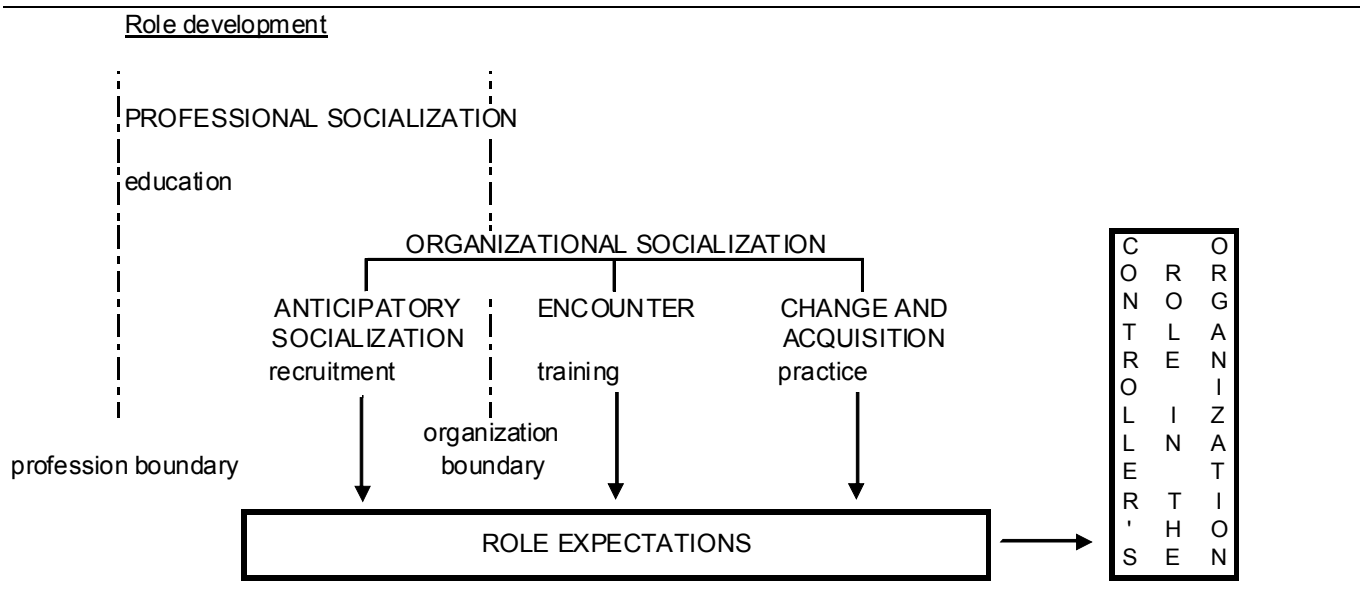 Role development
PROFESSIONAL SOCIALIZATION
education
ORGANIZATIONAL SOCIALIZATION
ANTICIPATORY
SOCIALIZATION
recruitment
ENCOUNTER
training
CHANGE AND
ACQUISITION
practice
organization
boundary
profession boundary
ROLE EXPECTATIONS
CONTROLLER'S
ROLE IN THE
ORGANIZATION